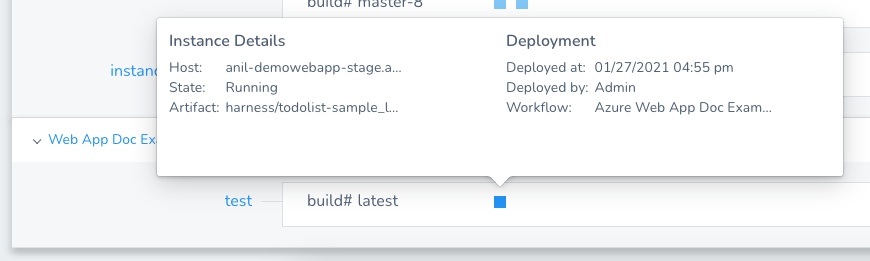 build# master-8
Instance Details
Host: anil-demowebapp-stage.a...
State: Running
Artifact: harness/todolist-sample_l...
Deployment
Deployed at: 01/27/2021 04:55 pm
Deployed by: Admin
Workflow: Azure Web App Doc Exam...
instanc
Web App Doc Exa
test
build# latest